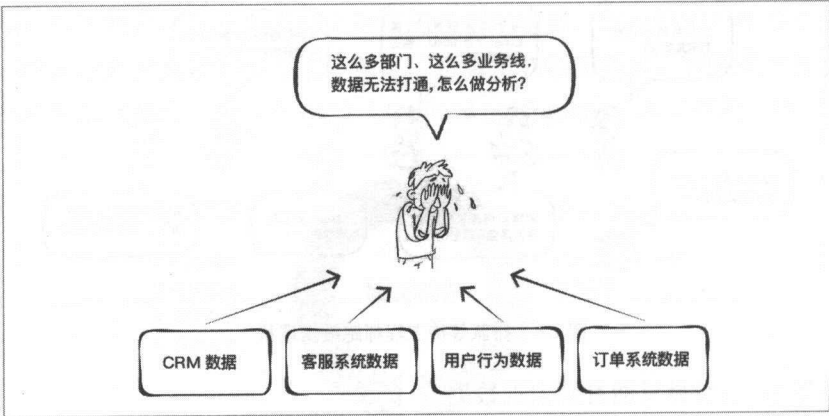 这么多部门、这么多业务线，
数据无法打通，怎么做分析？
CRM 数据
客服系统数据
用户行为数据
订单系统数据